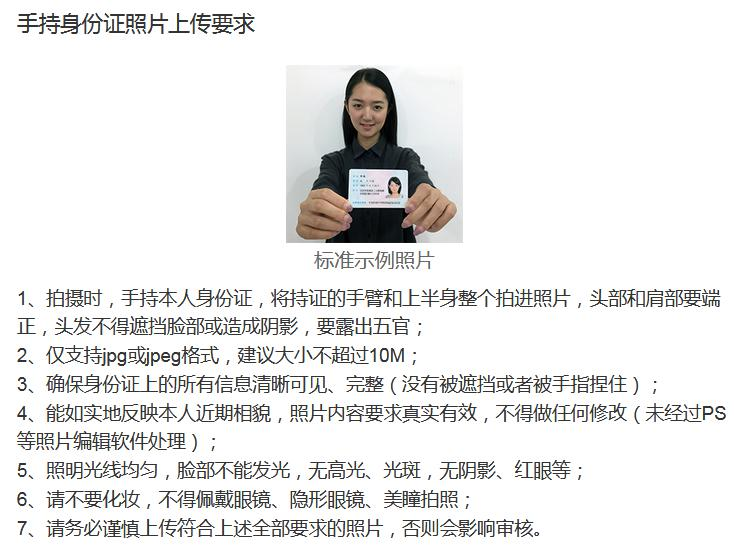 手持身份证照片上传要求
标准示例照片
1、拍摄时，手持本人身份证，将持证的手臂和上半身整个拍进照片，头部和肩部要端
正，头发不得遮挡脸部或造成阴影，要露出五官；
2、仅支持jpg或jpeg格式，建议大小不超过10M；
3、确保身份证上的所有信息清晰可见、完整（没有被遮挡或者被手指捏住）；
4、能如实地反映本人近期相貌，照片内容要求真实有效，不得做任何修改（未经过PS
等照片编辑软件处理）；
5、照明光线均匀，脸部不能发光，无高光、光斑，无阴影、红眼等；
6、请不要化妆，不得佩戴眼镜、隐形眼镜、美瞳拍照；
7、请务必谨慎上传符合上述全部要求的照片，否则会影响审核。